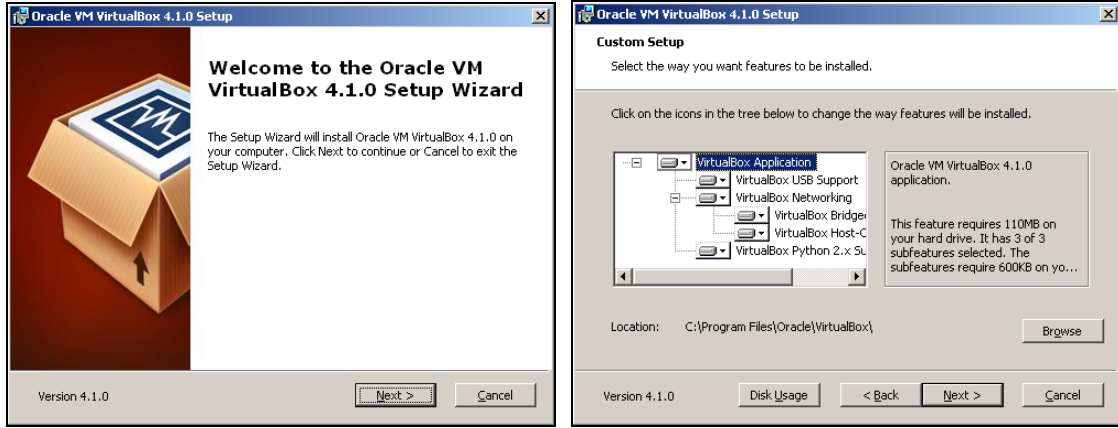 Oracle VM VirtualBox 4.1.0 Setup
Welcome to the Oracle VM
VirtualBox 4.1.0 Setup Wizard
The Setup Wizard will install Oracle VM VirtualBox 4.1.0 on
your computer. Click Next to continue or Cancel to exit the
Setup Wizard.
Version 4.1.0
Next >
Cancel
Oracle VM VirtualBox 4.1.0 Setup
Custom Setup
Select the way you want features to be installed.
Click on the icons in the tree below to change the way features will be installed.
VirtualBox Application
VirtualBox USB Support
VirtualBox Networking
VirtualBox Bridge
VirtualBox Host-C
VirtualBox Python 2.x Su
Oracle VM VirtualBox 4.1.0
application.
This feature requires 110MB on
your hard drive. It has 3 of 3
subfeatures selected. The
subfeatures require 600KB on yo...
Location: C:\Program Files\Oracle\VirtualBox\
Browse
Version 4.1.0
Disk Usage
< Back
Next >
Cancel